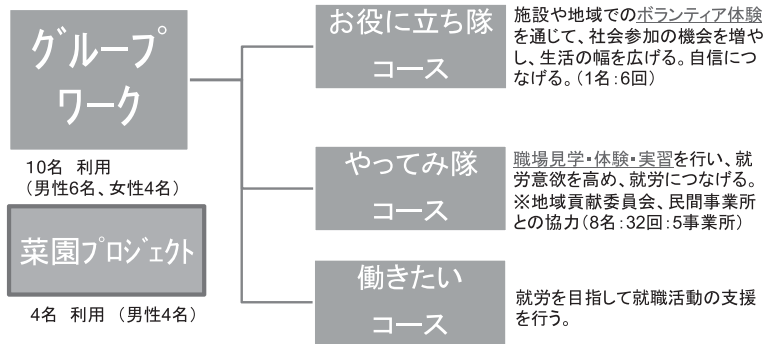 グループ
ワーク
10名 利用
（男性6名、女性4名）
菜園プロジェクト
4名 利用 （男性4名）
お役に立ち隊
コース
施設や地域でのボランティア体験
を通じて、社会参加の機会を増や
し、生活の幅を広げる。自信につ
なげる。（1名：6回）
やってみ隊
コース
職場見学・体験・実習を行い、就
労意欲を高め、就労につなげる。
※地域貢献委員会、民間事業所
との協力（8名：32回：5事業所）
働きたい
コース
就労を目指して就職活動の支援
を行う。